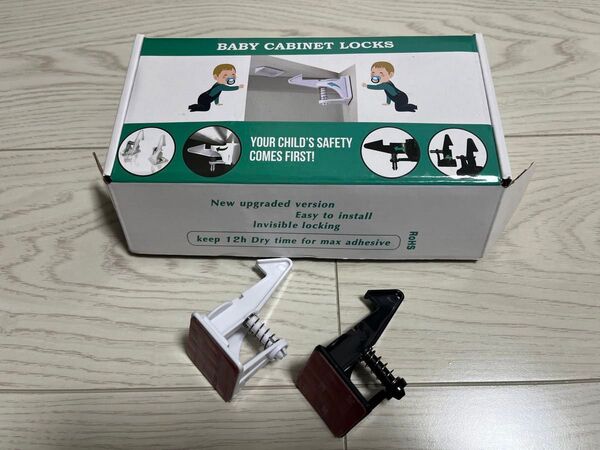 BABY CABINET LOCKS
YOUR CHILD'S SAFETY
COMES FIRST!
New upgraded version
Easy to install
Invisible locking
keep 12h Dry time for max adhesive
RoHS